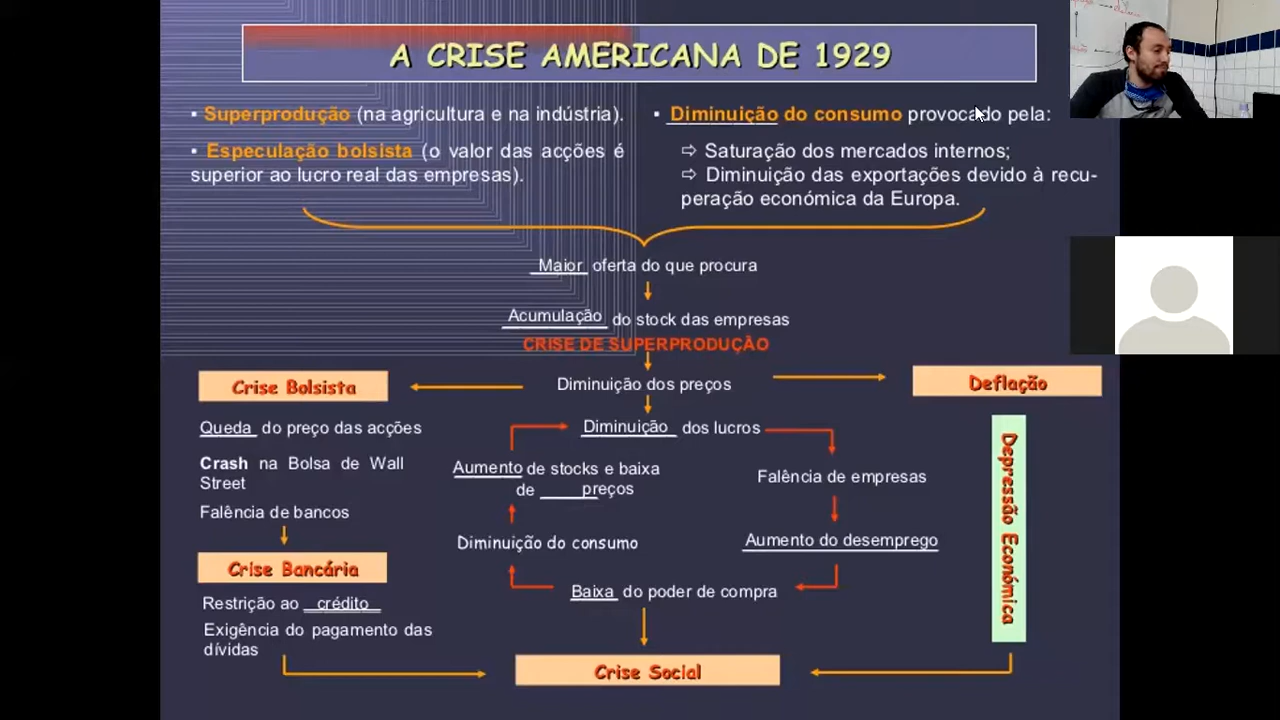 A CRISE AMERICANA DE 1929
▪ Superprodução (na agricultura e na indústria).
▪ Especulação bolsista (o valor das acções é
superior ao lucro real das empresas).
▪ Diminuição do consumo provocado pela:
⇨ Saturação dos mercados internos;
⇨ Diminuição das exportações devido à recu-
peração económica da Europa.
Maior oferta do que procura
Acumulação do stock das empresas
CRISE DE SUPERPRODUÇÃO
Diminuição dos preços
Crise Bolsista
Queda do preço das acções
Crash na Bolsa de Wall
Street
Falência de bancos
Crise Bancária
Restrição ao crédito
Exigência do pagamento das
dívidas
Diminuição dos lucros
Aumento de stocks e baixa
de preços
Diminuição do consumo
Falência de empresas
Aumento do desemprego
Baixa do poder de compra
Deflação
Depressão Económica
Crise Social